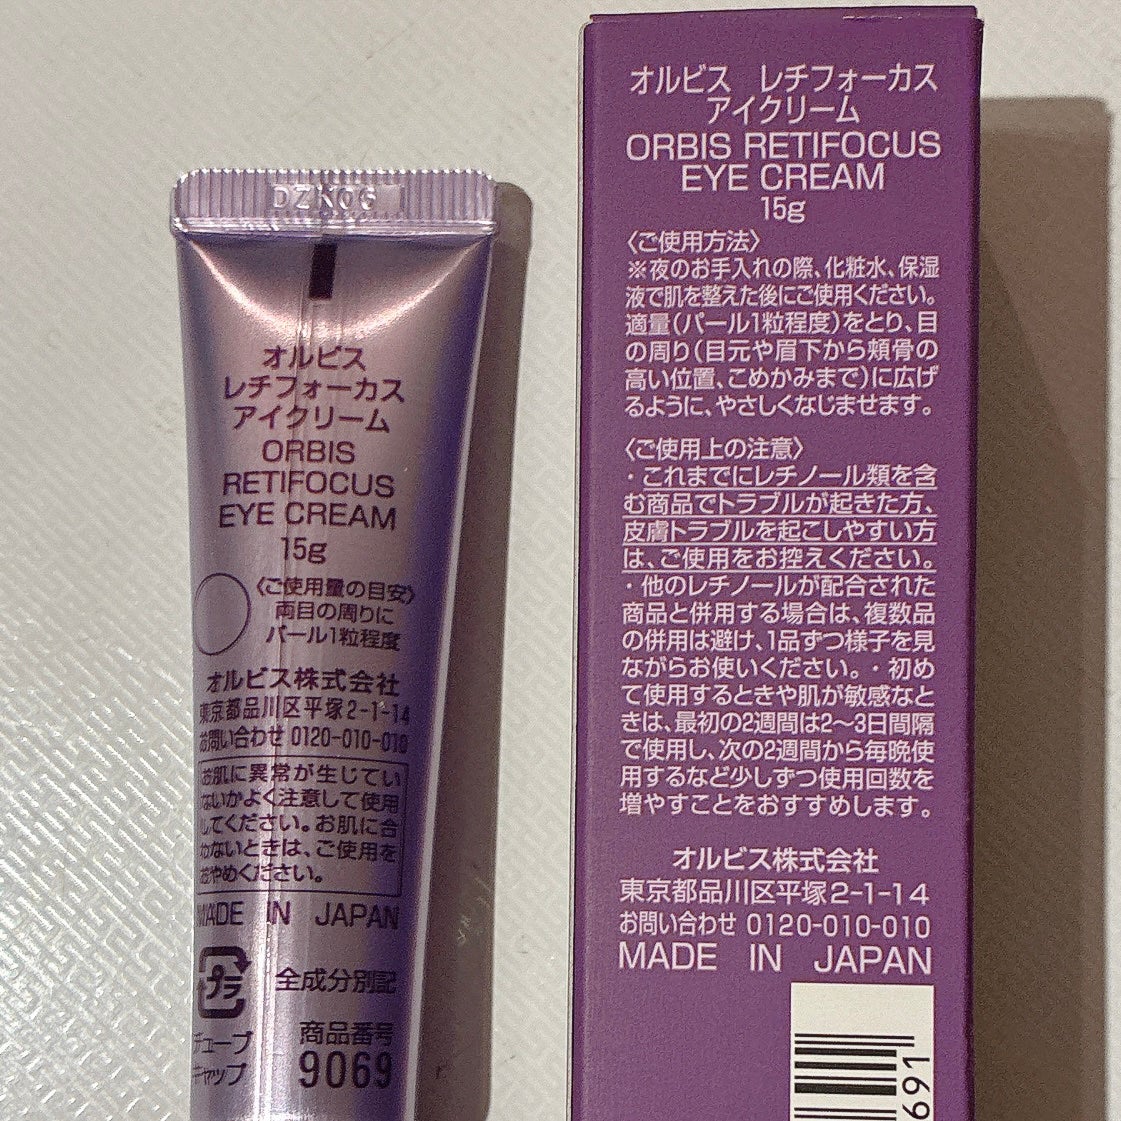 DZK06
オルビス
レチフォーカス
アイクリーム
ORBIS
RETIFOCUS
EYE CREAM
15g
〈ご使用量の目安〉
両目の周りに
パール1粒程度
オルビス株式会社
東京都品川区平塚2-1-14
お問い合わせ 0120-010-010
お肌に異常が生じてい
ないかよく注意して使用
してください。お肌に合
わないときは、ご使用を
おやめください。
MADE IN JAPAN
プラ
全成分別記
チューブ
キャップ
商品番号
9069
オルビス レチフォーカス
アイクリーム
ORBIS RETIFOCUS
EYE CREAM
15g
〈ご使用方法〉
※夜のお手入れの際、化粧水、保湿
液で肌を整えた後にご使用ください。
適量(パール1粒程度)をとり、目
の周り(目元や眉下から頬骨の
高い位置、こめかみまで)に広げ
るように、やさしくなじませます。
〈ご使用上の注意〉
・これまでにレチノール類を含
む商品でトラブルが起きた方、
皮膚トラブルを起こしやすい方
は、ご使用をお控えください。
・他のレチノールが配合された
商品と併用する場合は、複数品
の併用は避け、1品ずつ様子を見
ながらお使いください。・初め
て使用するときや肌が敏感なと
きは、最初の2週間は2〜3日間隔
で使用し、次の2週間から毎晩使
用するなど少しずつ使用回数を
増やすことをおすすめします。
オルビス株式会社
東京都品川区平塚2-1-14
お問い合わせ 0120-010-010
MADE IN JAPAN
691